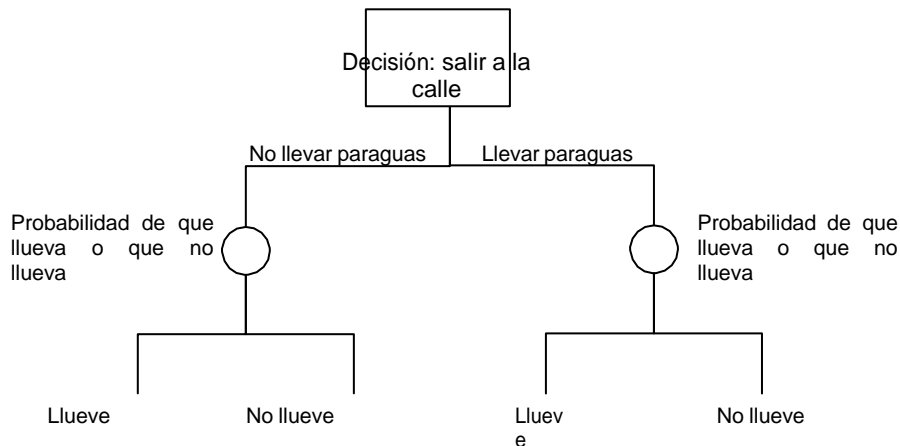 Decisión: salir a la
calle
No llevar paraguas
Llevar paraguas
Probabilidad de que
llueva o que no
llueva
Probabilidad de que
llueva o que no
llueva
Llueve
No llueve
Lluev
e
No llueve